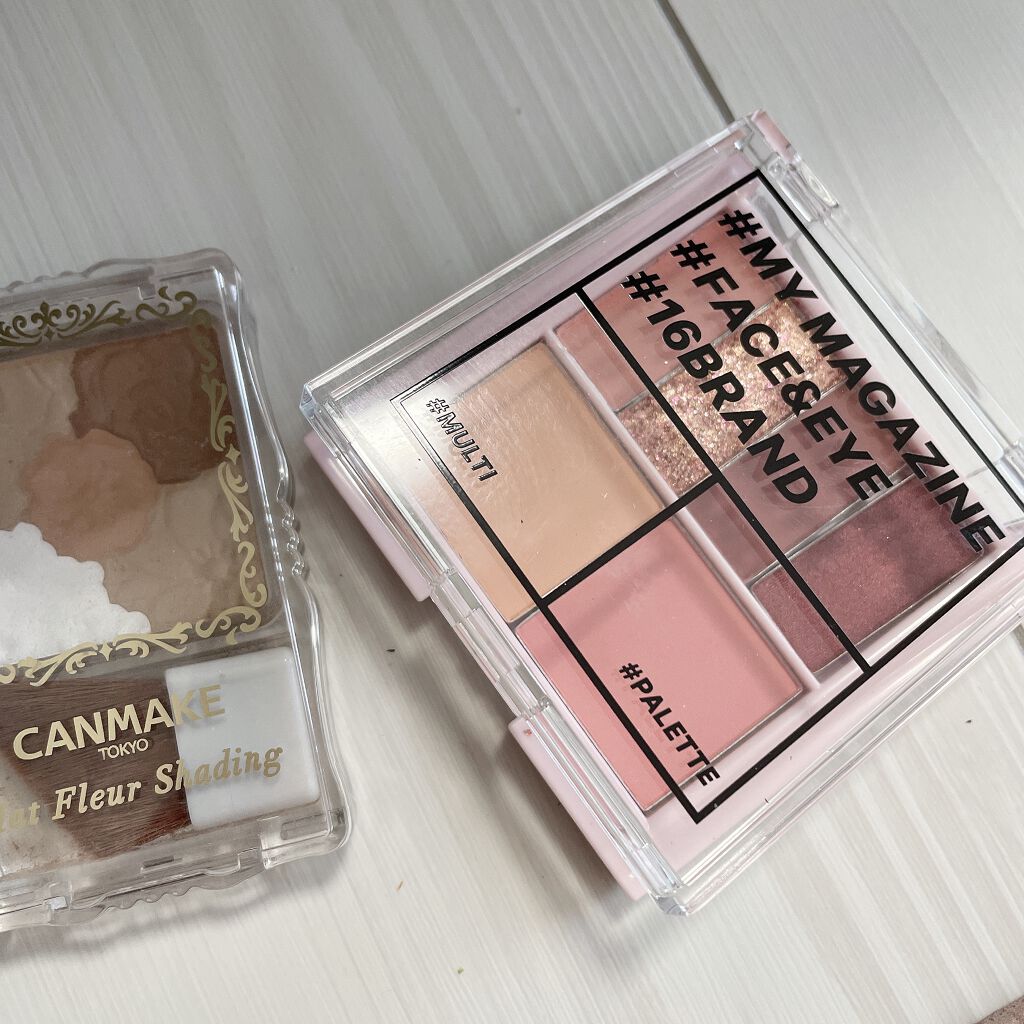 CANMAKE
TOKYO
Fleur Shading
#MY MAGAZINE
#FACE&EYE
#16BRAND
#MULTI
#PALETTE